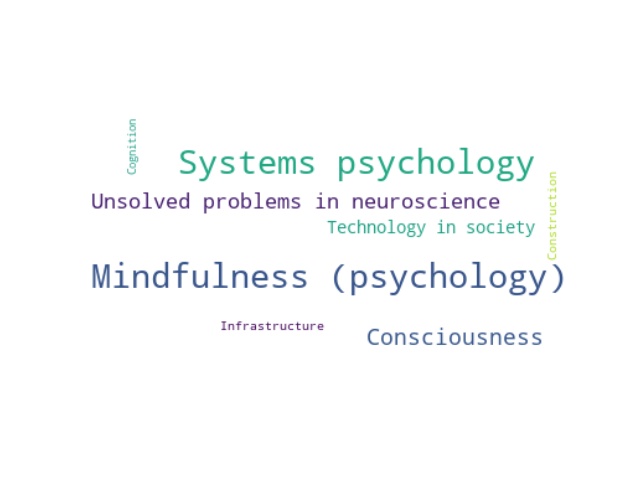 Cognition
Systems psychology
Construction
Unsolved problems in neuroscience
Technology in society
Mindfulness (psychology)
Infrastructure
Consciousness